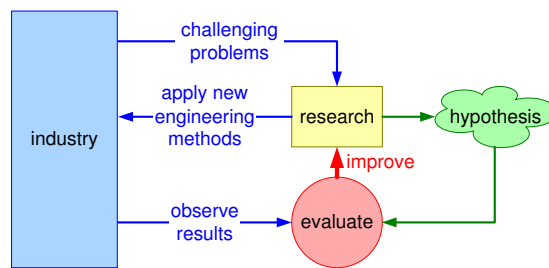 challenging
problems
apply new
engineering
methods
industry
research
hypothesis
improve
observe
results
evaluate